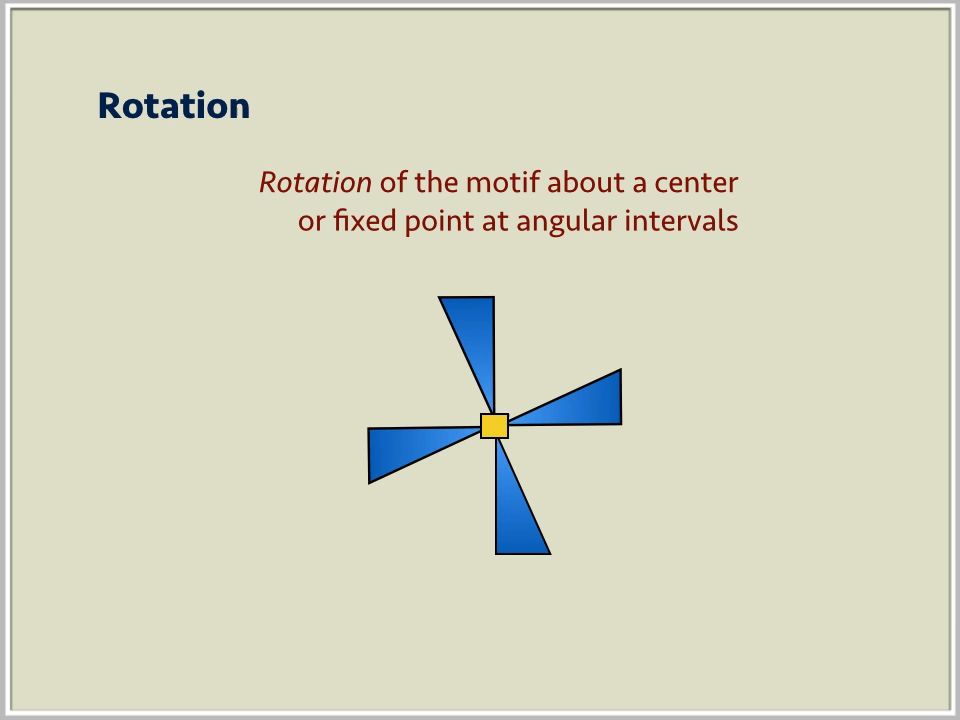 Rotation
Rotation of the motif about a center
or fixed point at angular intervals